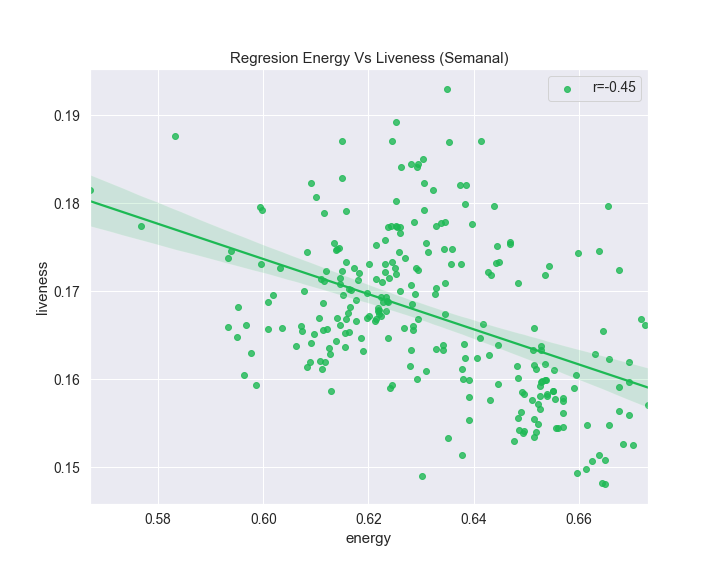 Regresion Energy Vs Liveness (Semanal)
r=-0.45
0.19
0.18
0.17
0.16
0.15
liveness
0.58 0.60 0.62 0.64 0.66
energy